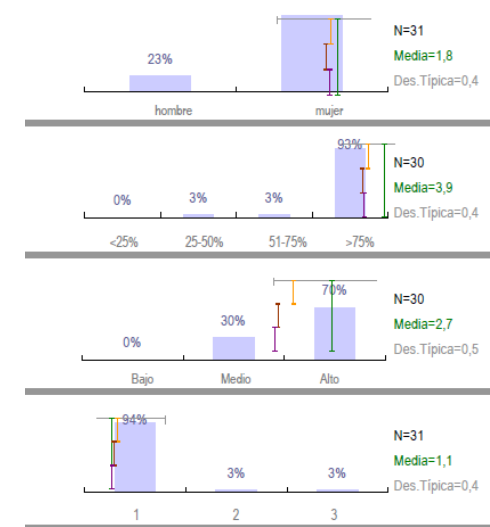 N=31
23%
Media=1,8
Des.Típica=0,4
hombre mujer
93%
N=30
0% 3% 3%
Media=3,9
Des.Típica=0,4
<25% 25-50% 51-75% >75%
N=30
70%
30%
Media=2,7
0%
Des.Típica=0,5
Bajo Medio Alto
94%
N=31
Media=1,1
3% 3%
Des.Típica=0,4
1 2 3